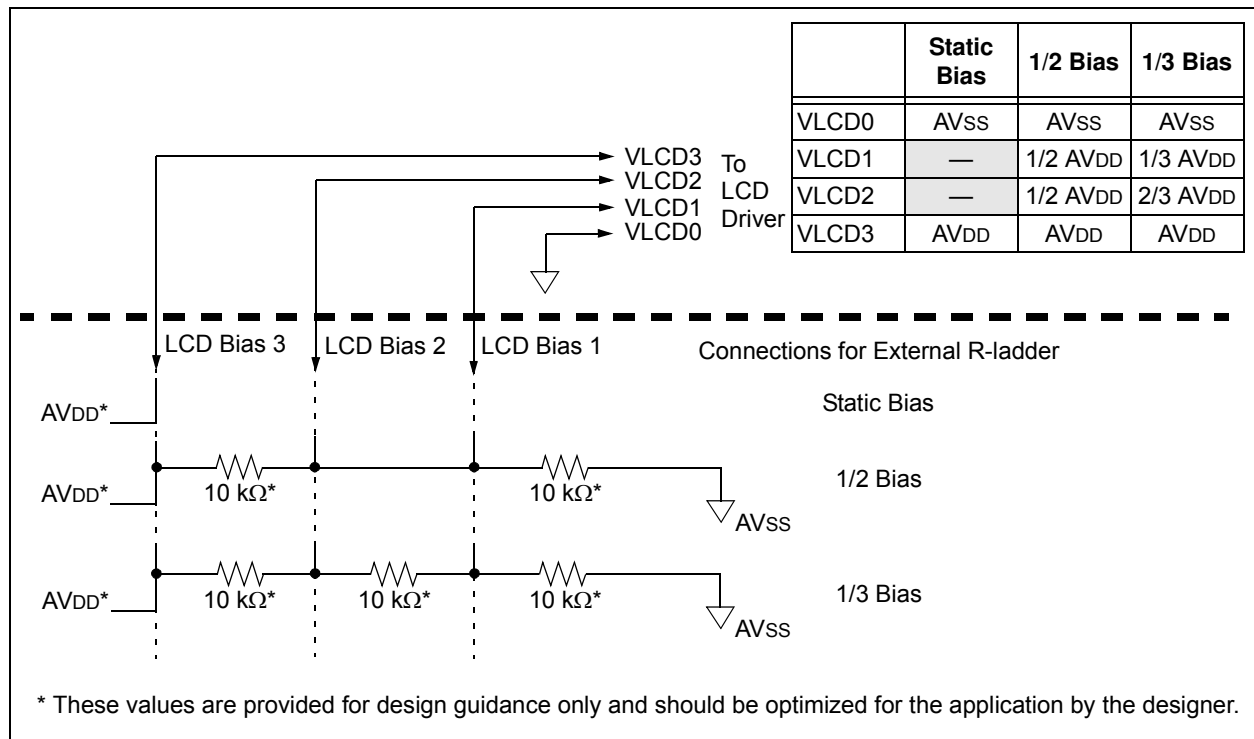 Static Bias 1/2 Bias 1/3 Bias
VLCD0 AVSS AVSS AVSS
VLCD1 — 1/2 AVDD 1/3 AVDD
VLCD2 — 1/2 AVDD 2/3 AVDD
VLCD3 AVDD AVDD AVDD
VLCD3
VLCD2
VLCD1
VLCD0
To
LCD
Driver
LCD Bias 3 LCD Bias 2 LCD Bias 1 Connections for External R-ladder
AVDD* Static Bias
AVDD* 10 kΩ* 10 kΩ* AVSS 1/2 Bias
AVDD* 10 kΩ* 10 kΩ* 10 kΩ* AVSS 1/3 Bias
* These values are provided for design guidance only and should be optimized for the application by the designer.